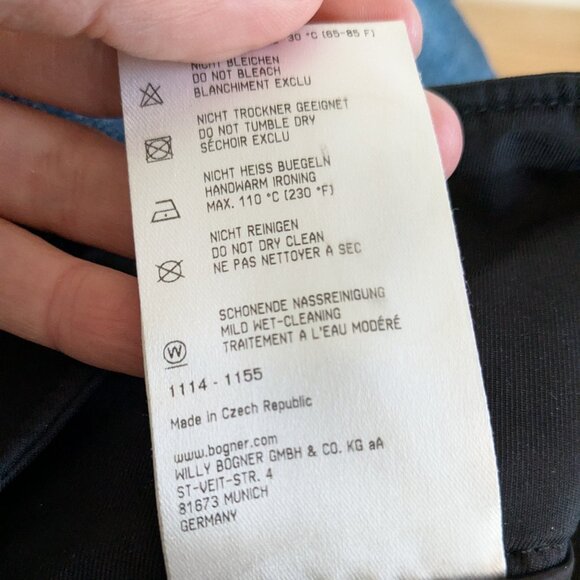 30 °C (65-85 F)
NICHT BLEICHEN
DO NOT BLEACH
BLANCHIMENT EXCLU
NICHT TROCKNER GEEIGNET
DO NOT TUMBLE DRY
SÉCHOIR EXCLU
NICHT HEISS BUEGELN
HANDWARM IRONING
MAX. 110 °C (230 °F)
NICHT REINIGEN
DO NOT DRY CLEAN
NE PAS NETTOYER A SEC
SCHONENDE NASSREINIGUNG
MILD WET-CLEANING
TRAITEMENT A L'EAU MODÉRÉ
W
1114 - 1155
Made in Czech Republic
www.bogner.com
WILLY BOGNER GMBH & CO. KG aA
ST-VEIT-STR. 4
81673 MUNICH
GERMANY